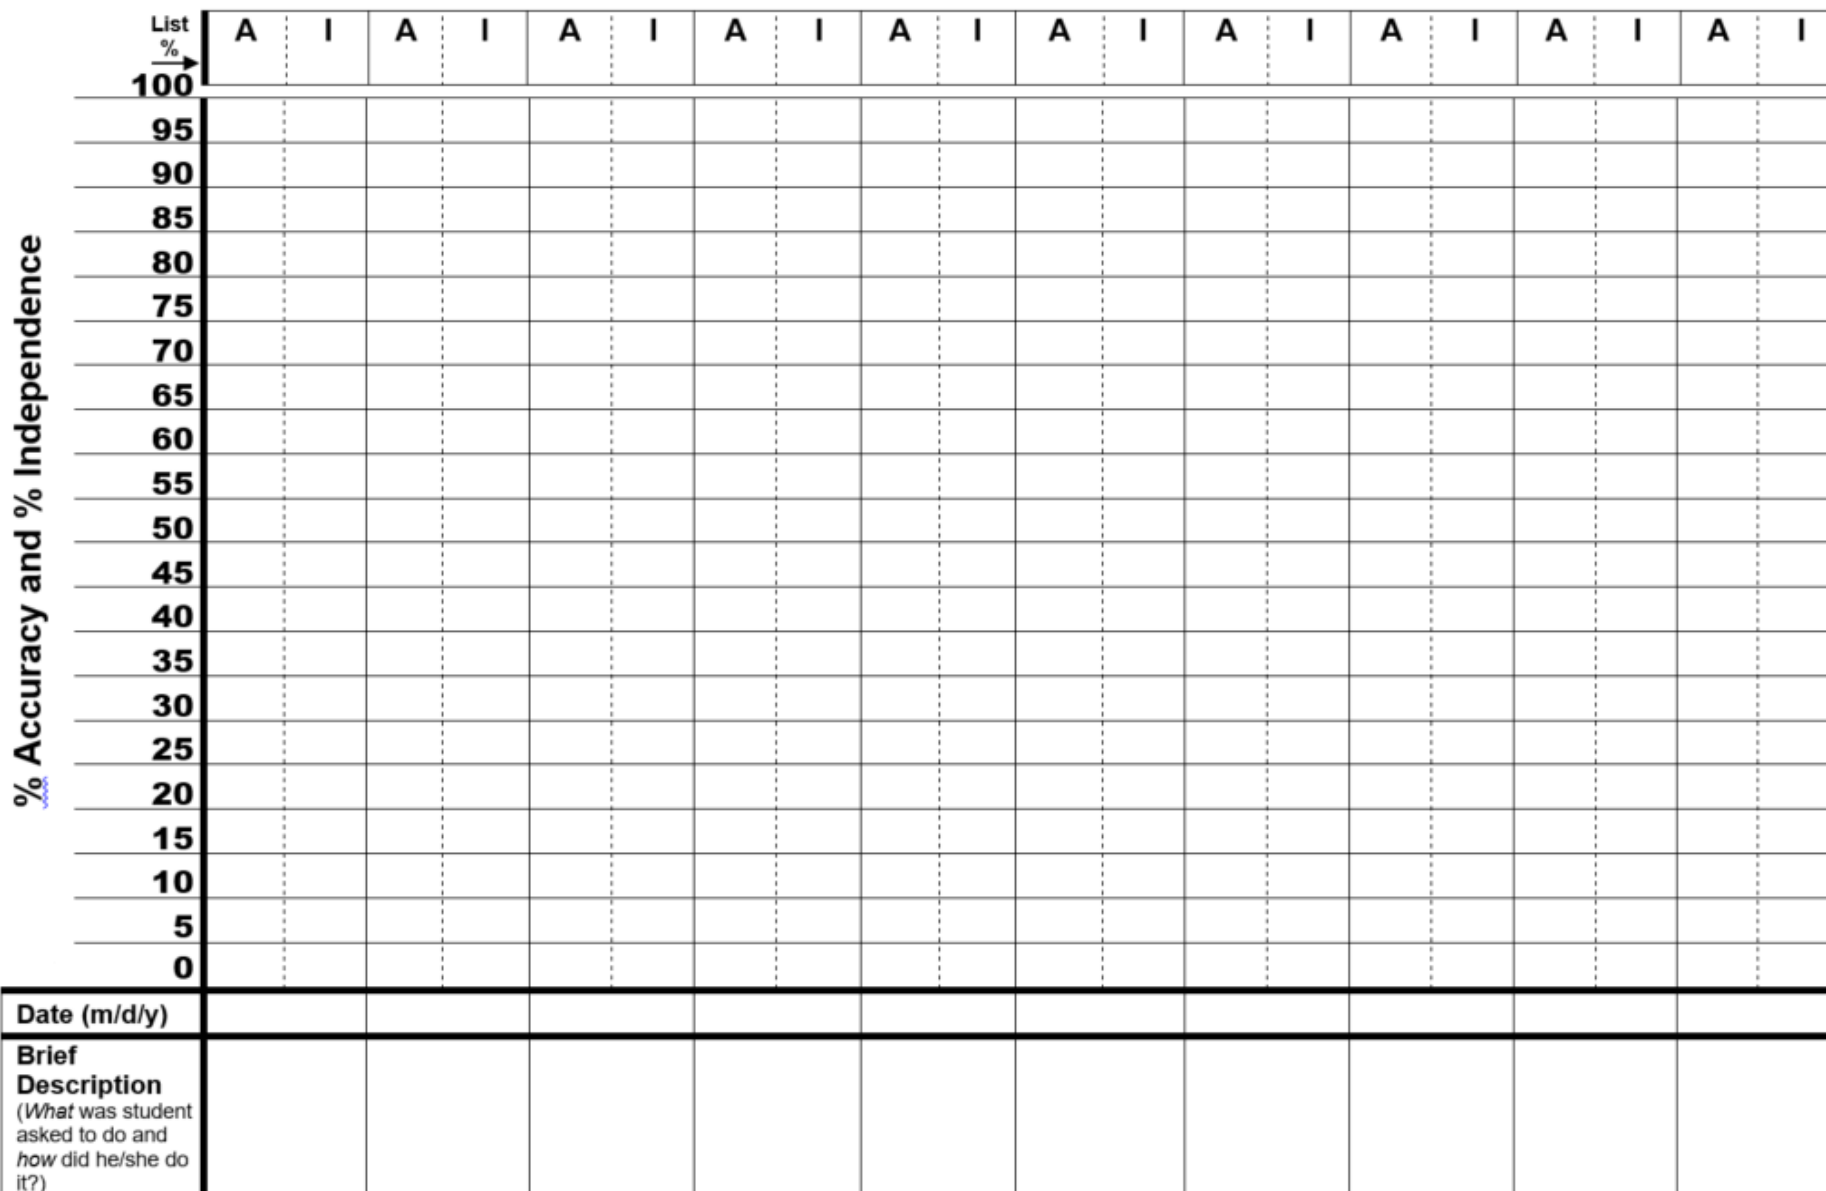 List
%
A I A I A I A I A I A I A I A I A I A I
100
95
90
85
80
75
70
65
60
55
50
45
40
35
30
25
20
15
10
5
0
% Accuracy and % Independence
Date (m/d/y)
Brief
Description
(What was student
asked to do and
how did he/she do
it?)